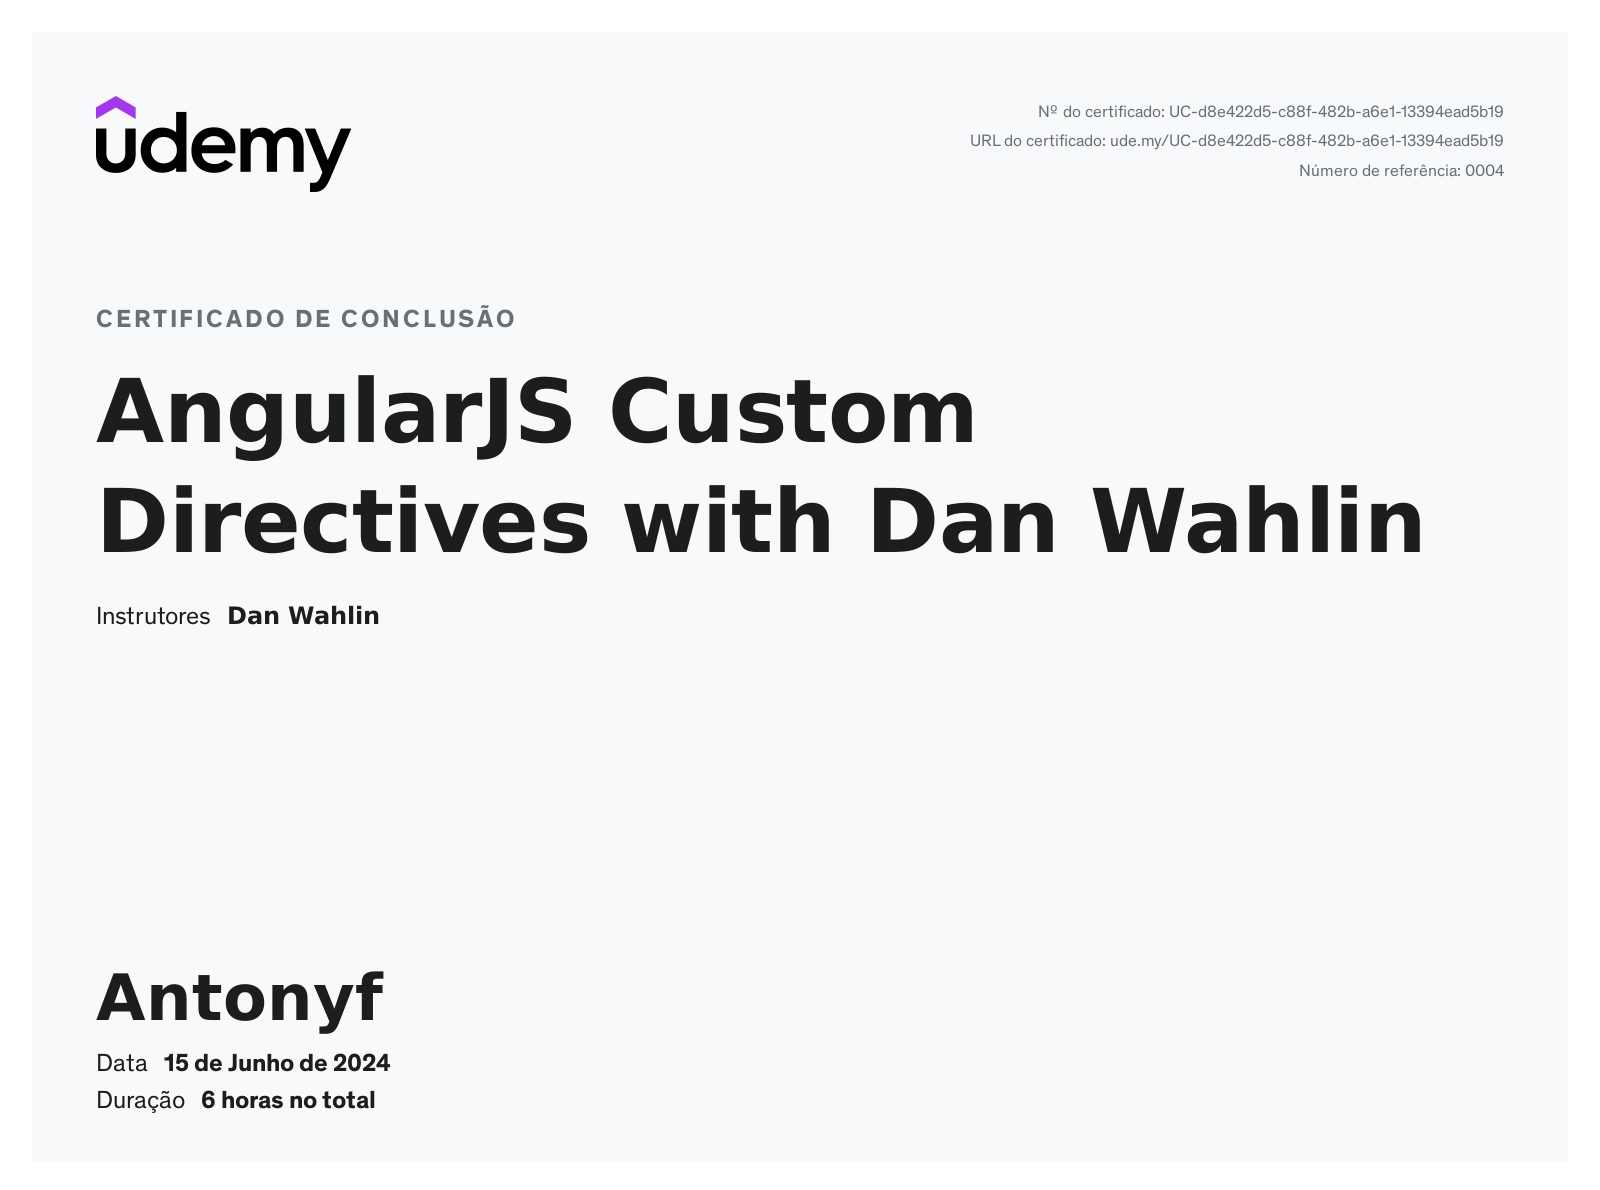 udemy
Nº do certificado: UC-d8e422d5-c88f-482b-a6e1-13394ead5b19
URL do certificado: ude.my/UC-d8e422d5-c88f-482b-a6e1-13394ead5b19
Número de referência: 0004
CERTIFICADO DE CONCLUSÃO
AngularJS Custom
Directives with Dan Wahlin
Instrutores Dan Wahlin
Antonyf
Data 15 de Junho de 2024
Duração 6 horas no total